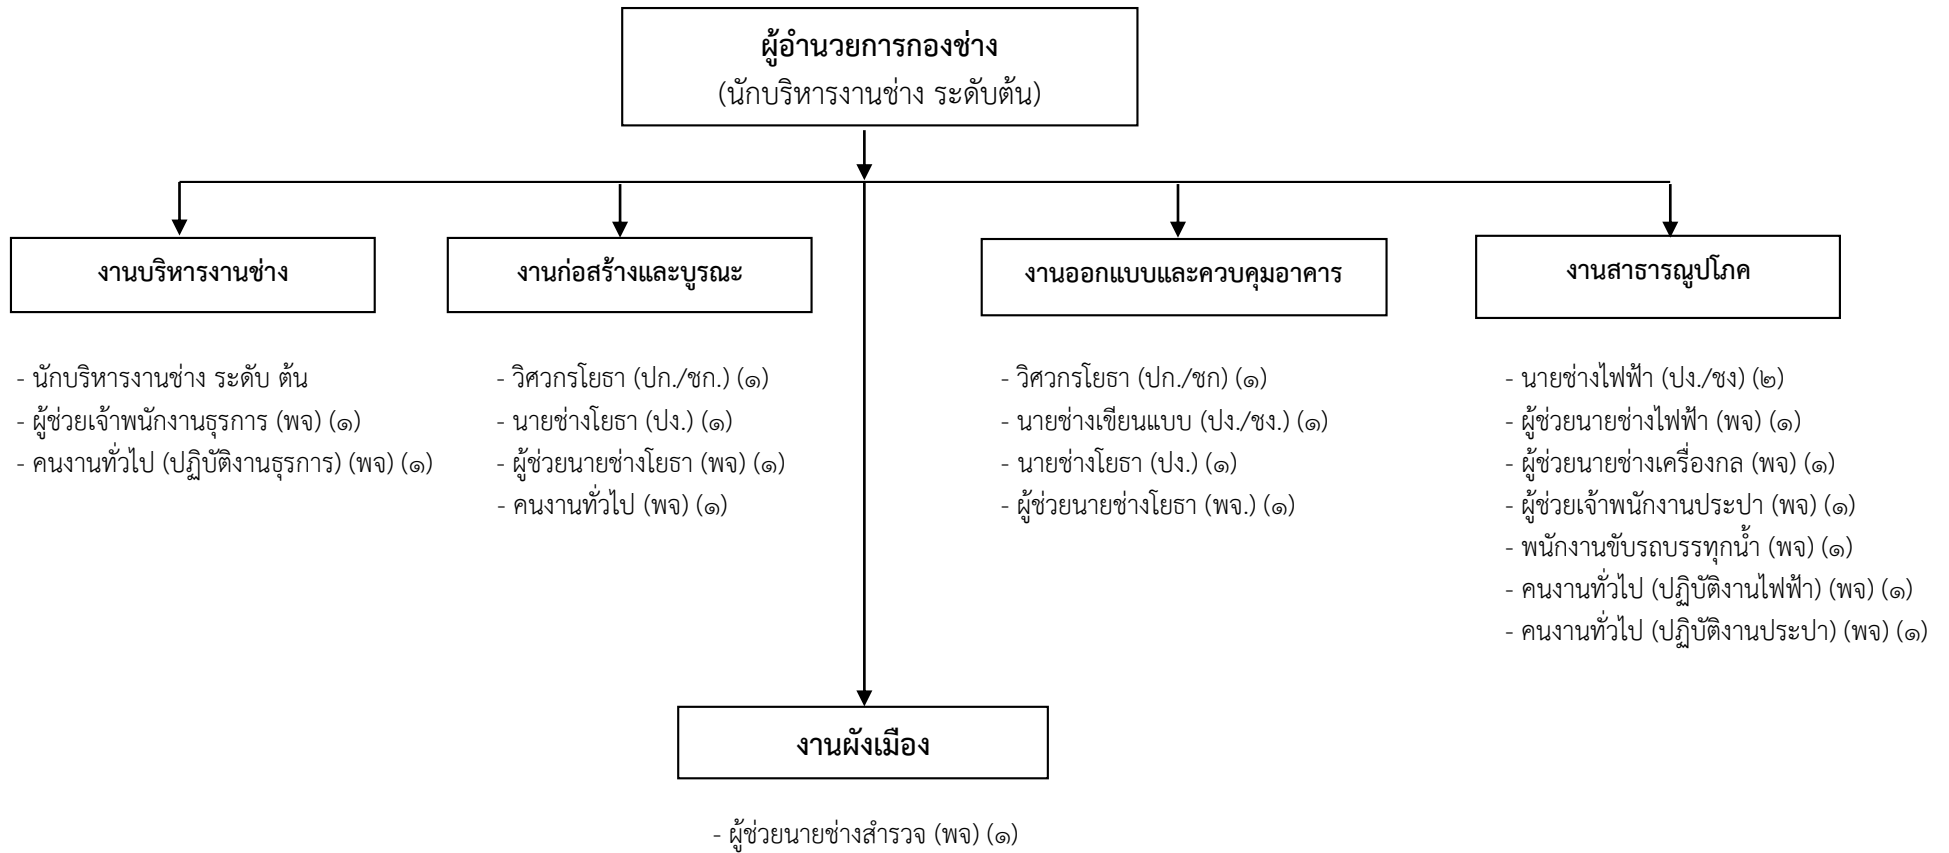 ผู้อำนวยการกองช่าง
(นักบริหารงานช่าง ระดับต้น)
งานบริหารงานช่าง
- นักบริหารงานช่าง ระดับ ต้น
- ผู้ช่วยเจ้าพนักงานธุรการ (พจ) (๑)
- คนงานทั่วไป (ปฏิบัติงานธุรการ) (พจ) (๑)
งานก่อสร้างและบูรณะ
- วิศวกรโยธา (ปก./ชก.) (๑)
- นายช่างโยธา (ปง.) (๑)
- ผู้ช่วยนายช่างโยธา (พจ) (๑)
- คนงานทั่วไป (พจ) (๑)
งานออกแบบและควบคุมอาคาร
- วิศวกรโยธา (ปก./ชก) (๑)
- นายช่างเขียนแบบ (ปง./ชง.) (๑)
- นายช่างโยธา (ปง.) (๑)
- ผู้ช่วยนายช่างโยธา (พจ.) (๑)
งานสาธารณูปโภค
- นายช่างไฟฟ้า (ปง./ชง) (๒)
- ผู้ช่วยนายช่างไฟฟ้า (พจ) (๑)
- ผู้ช่วยนายช่างเครื่องกล (พจ) (๑)
- ผู้ช่วยเจ้าพนักงานประปา (พจ) (๑)
- พนักงานขับรถบรรทุกน้ำ (พจ) (๑)
- คนงานทั่วไป (ปฏิบัติงานไฟฟ้า) (พจ) (๑)
- คนงานทั่วไป (ปฏิบัติงานประปา) (พจ) (๑)
งานผังเมือง
- ผู้ช่วยนายช่างสำรวจ (พจ) (๑)